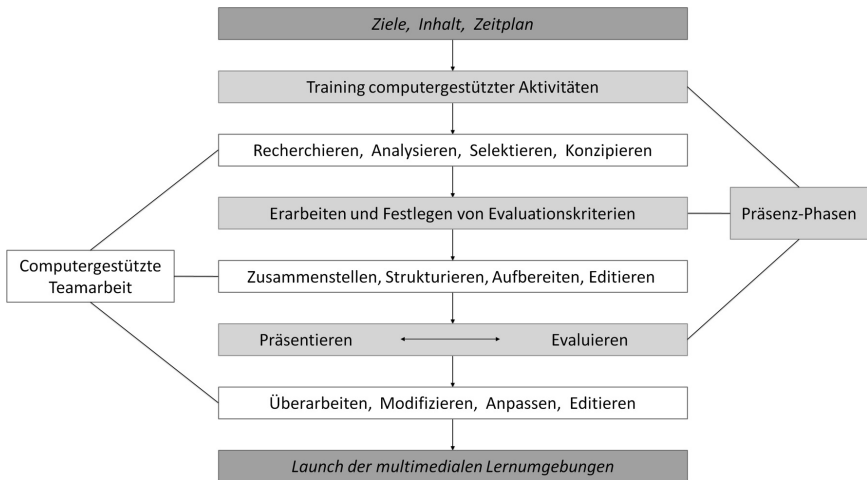 Ziele, Inhalt, Zeitplan
Training computergestützter Aktivitäten
Recherchieren, Analysieren, Selektieren, Konzipieren
Erarbeiten und Festlegen von Evaluationskriterien
Präsenz-Phasen
Computergestützte
Teamarbeit
Zusammenstellen, Strukturieren, Aufbereiten, Editieren
Präsentieren Evaluieren
Überarbeiten, Modifizieren, Anpassen, Editieren
Launch der multimedialen Lernumgebungen